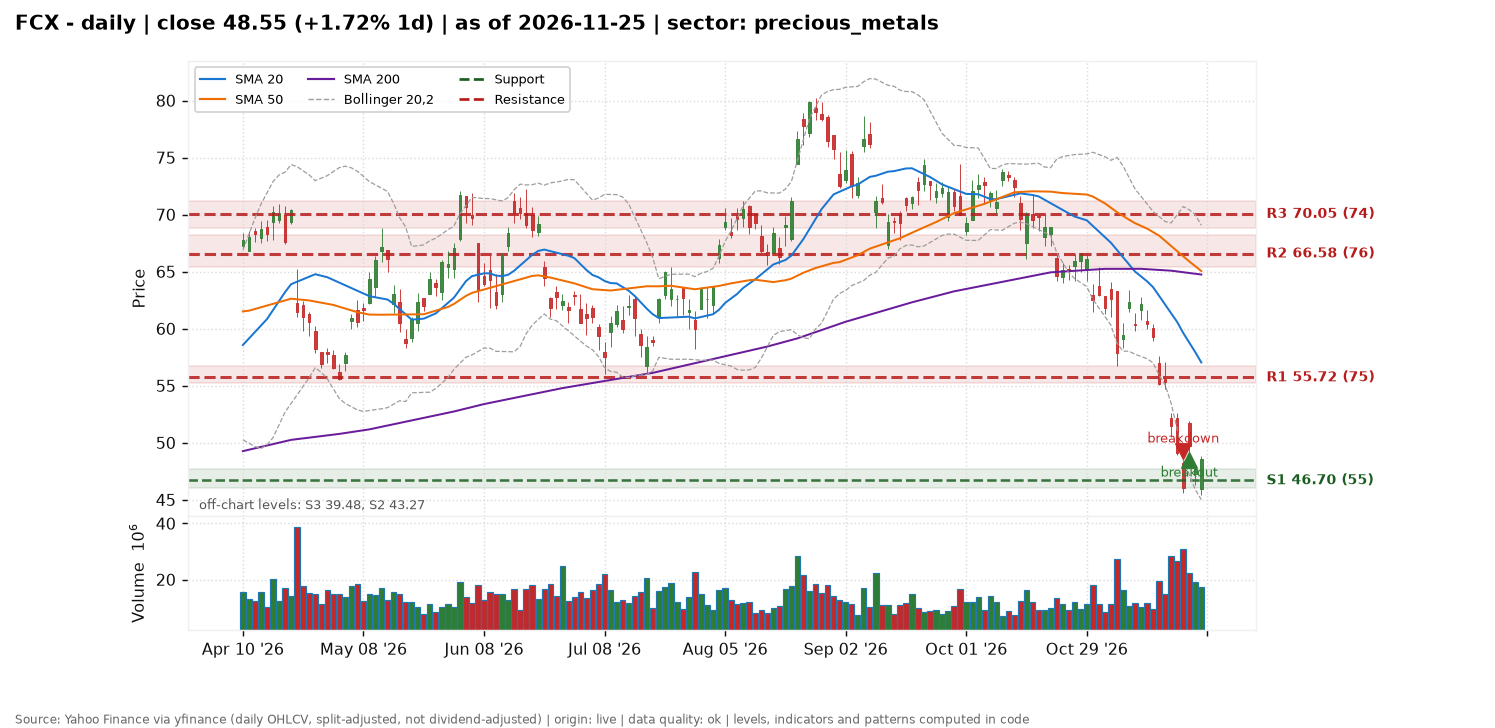 FCX - daily | close 48.55 (+1.72% 1d) | as of 2026-11-25 | sector: precious_metals
SMA 20
SMA 50
SMA 200
Bollinger 20,2
Support
Resistance
Price
80
75
70
65
60
55
50
45
R3 70.05 (74)
R2 66.58 (76)
R1 55.72 (75)
S1 46.70 (55)
breakdown
breakout
off-chart levels: S3 39.48, S2 43.27
Volume 10⁶
40
20
Apr 10 '26
May 08 '26
Jun 08 '26
Jul 08 '26
Aug 05 '26
Sep 02 '26
Oct 01 '26
Oct 29 '26
Source: Yahoo Finance via yfinance (daily OHLCV, split-adjusted, not dividend-adjusted) | origin: live | data quality: ok | levels, indicators and patterns computed in code